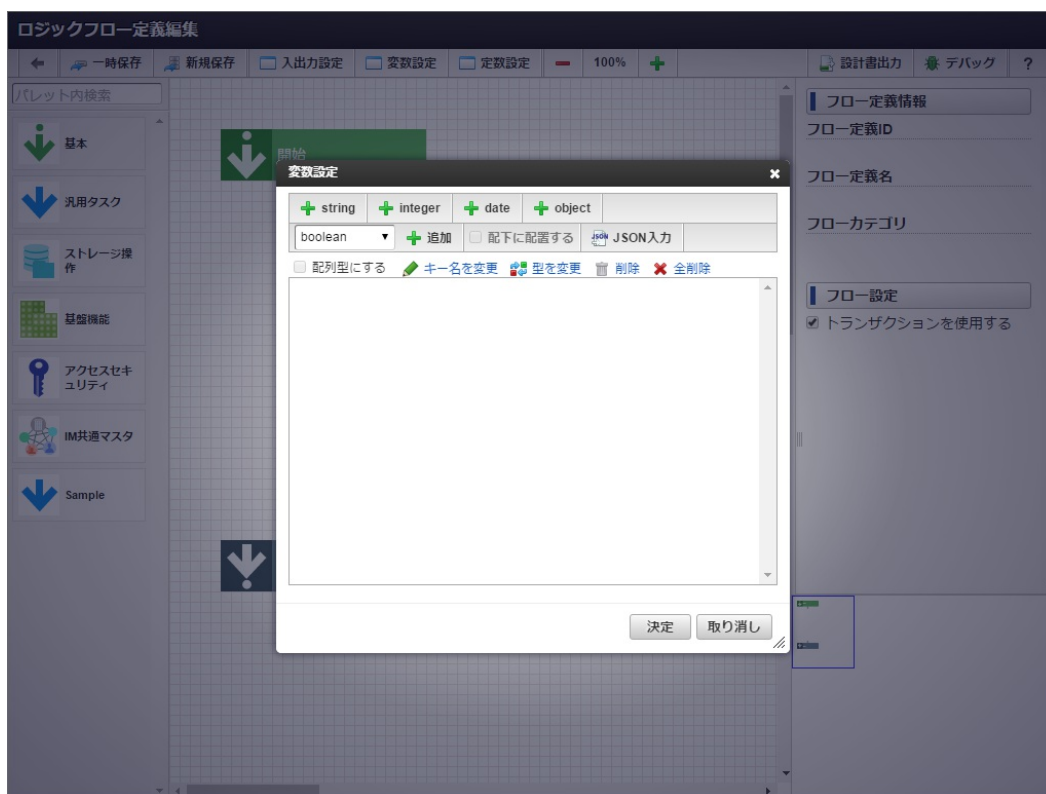 ロジックフロー定義編集
一時保存 新規保存 入出力設定 変数設定 定数設定 100% 設計書出力 デバッグ ?
パレット内検索
基本
汎用タスク
ストレージ操
作
基盤機能
アクセスセキ
ュリティ
IM共通マスタ
Sample
開始
変数設定
string integer date object
boolean 追加 配下に配置する JSON JSON入力
配列型にする キー名を変更 型を変更 削除 全削除
決定 取り消し
フロー定義情報
フロー定義ID
フロー定義名
フローカテゴリ
フロー設定
トランザクションを使用する